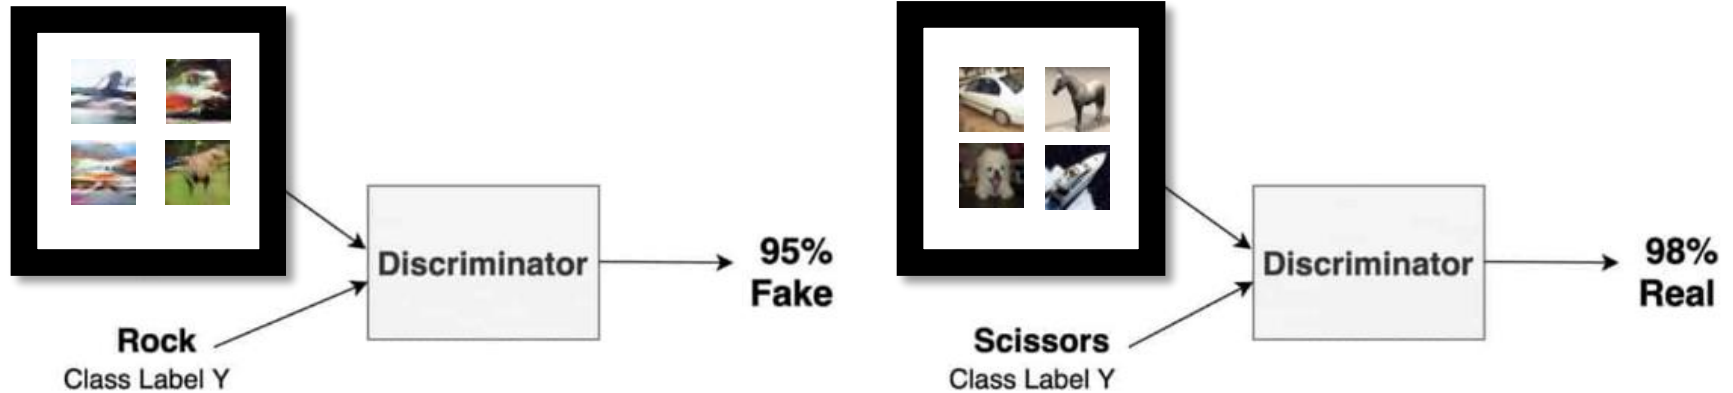 Discriminator
95%
Fake
Rock
Class Label Y
Discriminator
98%
Real
Scissors
Class Label Y